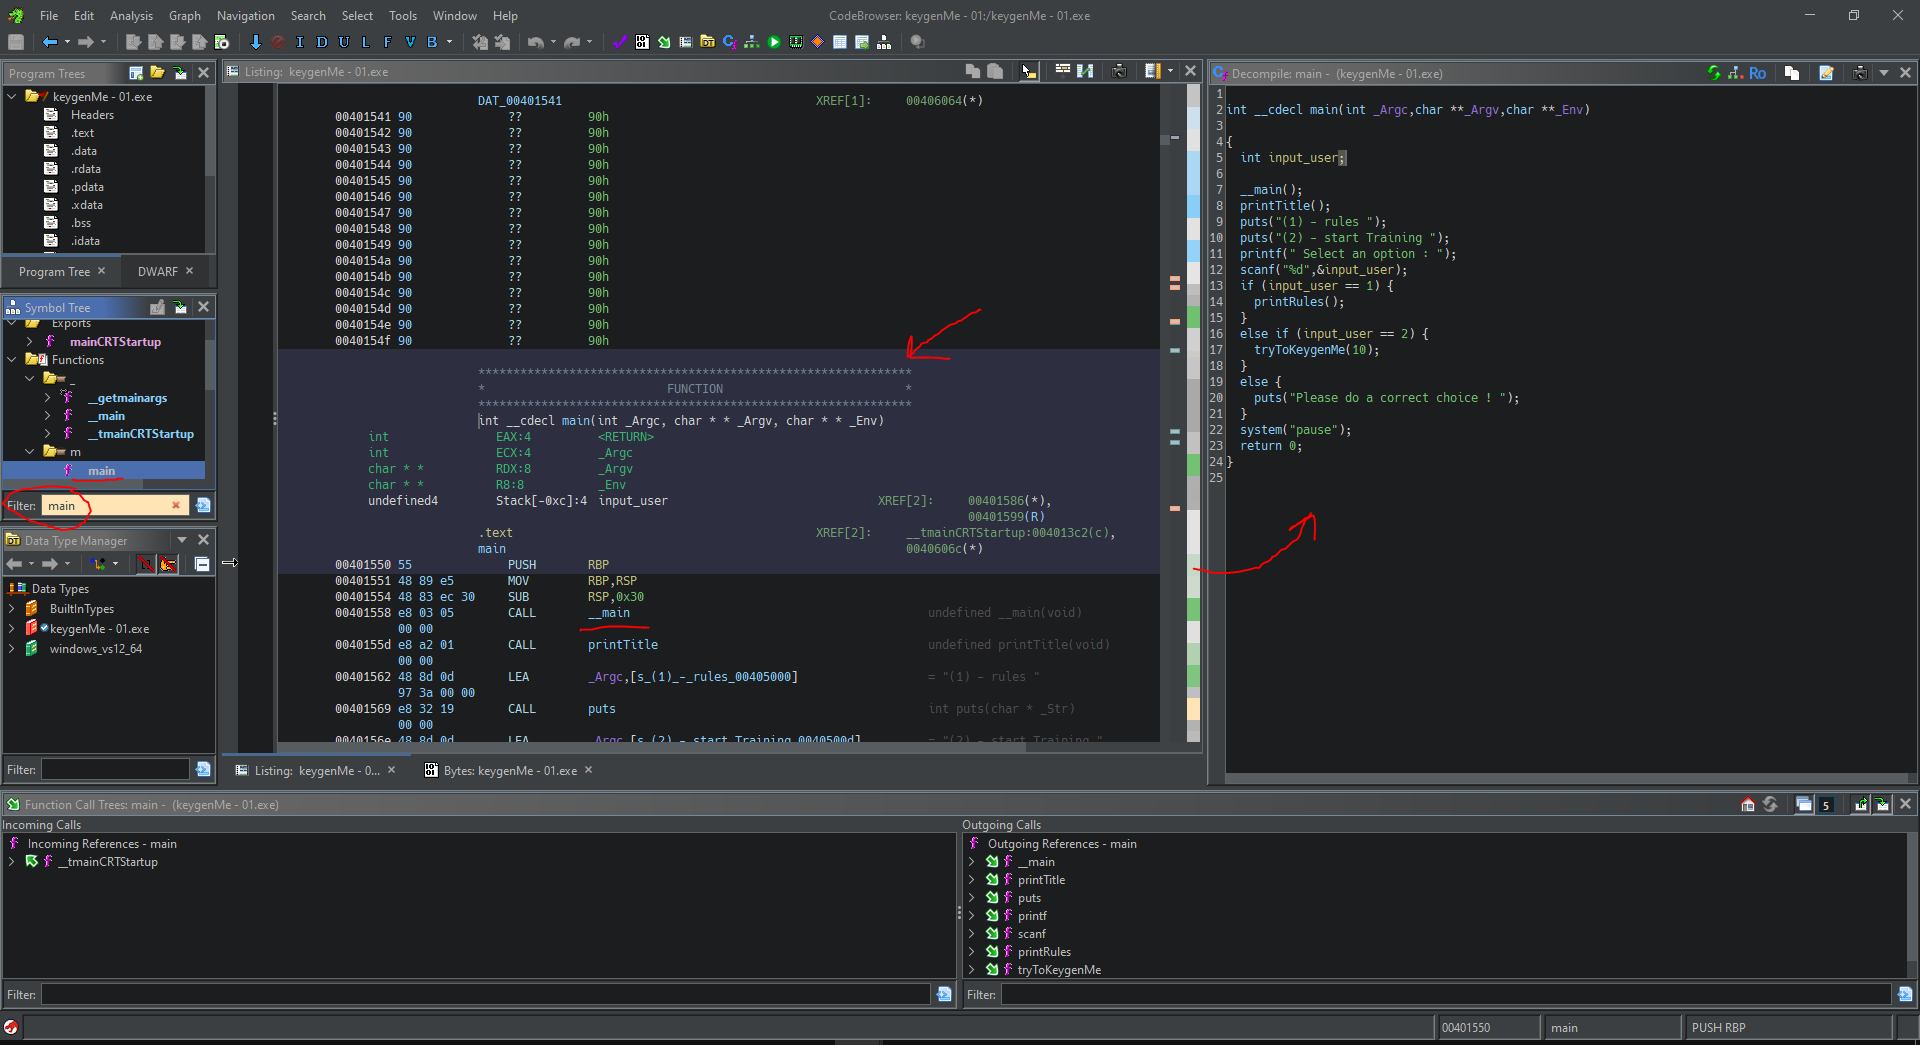 File Edit Analysis Graph Navigation Search Select Tools Window Help
CodeBrowser: keygenMe - 01:/keygenMe - 01.exe
I D U L F V B
Program Trees
keygenMe - 01.exe
Headers
.text
.data
.rdata
.pdata
.xdata
.bss
.idata
Program Tree × DWARF ×
Symbol Tree
Exports
mainCRTStartup
Functions
_
__getmainargs
__main
__tmainCRTStartup
m
main
Filter: main
Data Type Manager
Data Types
BuiltInTypes
keygenMe - 01.exe
windows_vs12_64
Filter:
Listing: keygenMe - 01.exe
DAT_00401541 XREF[1]: 00406064(*)
00401541 90 ?? 90h
00401542 90 ?? 90h
00401543 90 ?? 90h
00401544 90 ?? 90h
00401545 90 ?? 90h
00401546 90 ?? 90h
00401547 90 ?? 90h
00401548 90 ?? 90h
00401549 90 ?? 90h
0040154a 90 ?? 90h
0040154b 90 ?? 90h
0040154c 90 ?? 90h
0040154d 90 ?? 90h
0040154e 90 ?? 90h
0040154f 90 ?? 90h
**************************************************************
* FUNCTION *
**************************************************************
int __cdecl main(int _Argc, char * * _Argv, char * * _Env)
int EAX:4 <RETURN>
int ECX:4 _Argc
char * * RDX:8 _Argv
char * * R8:8 _Env
undefined4 Stack[-0xc]:4 input_user XREF[2]: 00401586(*),
00401599(R)
.text XREF[2]: __tmainCRTStartup:004013c2(c),
main 0040606c(*)
00401550 55 PUSH RBP
00401551 48 89 e5 MOV RBP,RSP
00401554 48 83 ec 30 SUB RSP,0x30
00401558 e8 03 05 CALL __main undefined __main(void)
00 00
0040155d e8 a2 01 CALL printTitle undefined printTitle(void)
00 00
00401562 48 8d 0d LEA _Argc,[s_(1)_-_rules_00405000] = "(1) - rules "
97 3a 00 00
00401569 e8 32 19 CALL puts int puts(char * _Str)
00 00
0040156e 48 8d 0d LEA _Argc,[s_(2)_-_start_Training_0040500d] = "(2) - start Training "
Listing: keygenMe - 0... × Bytes: keygenMe - 01.exe ×
Decompile: main - (keygenMe - 01.exe)
Ro
1
2 int __cdecl main(int _Argc,char **_Argv,char **_Env)
3
4 {
5 int input_user;
6
7 __main();
8 printTitle();
9 puts("(1) - rules ");
10 puts("(2) - start Training ");
11 printf(" Select an option : ");
12 scanf("%d",&input_user);
13 if (input_user == 1) {
14 printRules();
15 }
16 else if (input_user == 2) {
17 tryToKeygenMe(10);
18 }
19 else {
20 puts("Please do a correct choice ! ");
21 }
22 system("pause");
23 return 0;
24 }
25
Function Call Trees: main - (keygenMe - 01.exe)
5
Incoming Calls
Incoming References - main
__tmainCRTStartup
Filter:
Outgoing Calls
Outgoing References - main
__main
printTitle
puts
printf
scanf
printRules
tryToKeygenMe
Filter:
00401550 main PUSH RBP